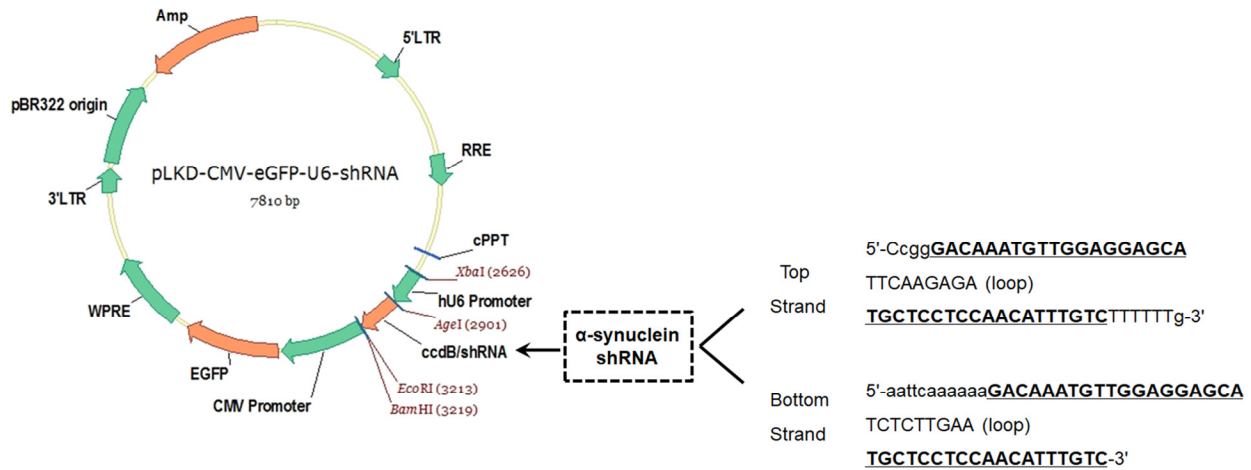 Amp
5'LTR
pBR322 origin
RRE
pLKD-CMV-eGFP-U6-shRNA
7810 bp
3'LTR
cPPT
XbaI (2626)
hU6 Promoter
WPRE
AgeI (2901)
ccdB/shRNA
EGFP
EcoRI (3213)
CMV Promoter
BamHI (3219)
α-synuclein
shRNA
Top
Strand
5'-CcggGACAAATGTTGGAGGAGCA
TTCAAGAGA (loop)
TGCTCCTCCAACATTTGTCTTTTTTg-3'
Bottom
Strand
5'-aattcaaaaaaGACAAATGTTGGAGGAGCA
TCTCTTGAA (loop)
TGCTCCTCCAACATTTGTC-3'